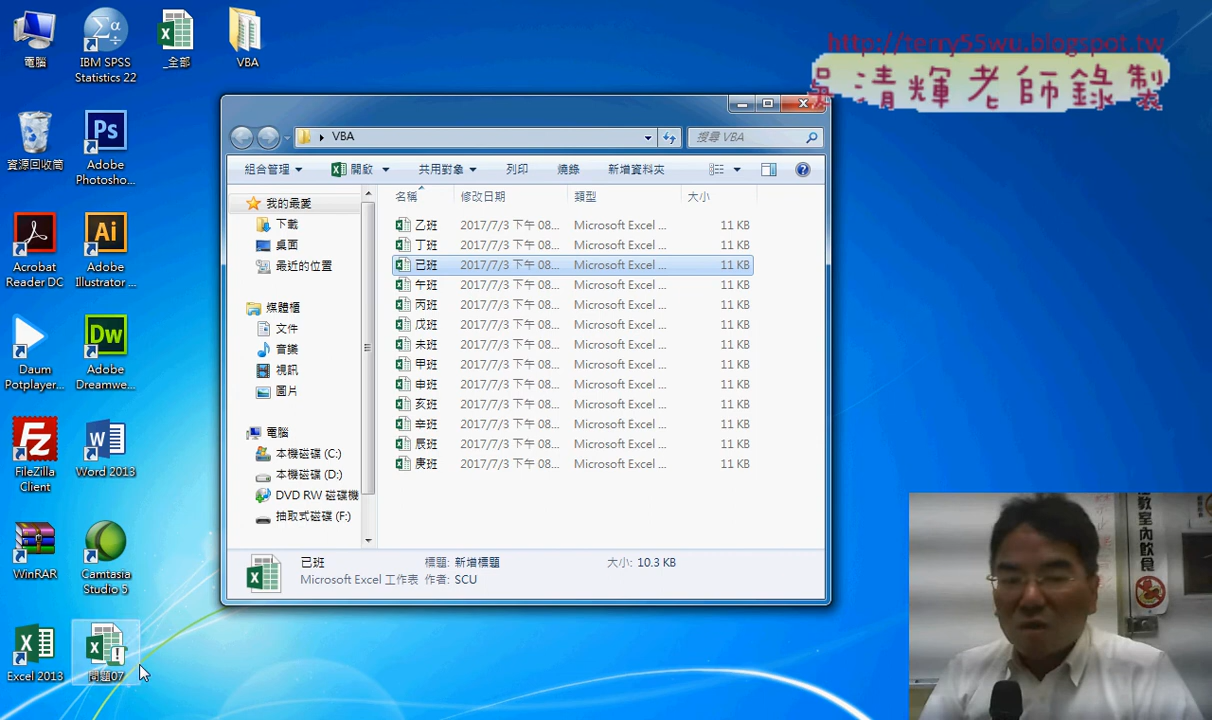 電腦
IBM SPSS
Statistics 22
_全部
VBA
資源回收筒
Adobe
Photosho...
Acrobat
Reader DC
Adobe
Illustrator ...
Daum
Potplayer...
Adobe
Dreamwe...
FileZilla
Client
Word 2013
WinRAR
Camtasia
Studio 5
Excel 2013
問題07
http://terry55wu.blogspot.tw
吳清輝老師錄製
VBA
搜尋 VBA
組合管理
開啟
共用對象
列印
燒錄
新增資料夾
我的最愛
下載
桌面
最近的位置
媒體櫃
文件
音樂
視訊
圖片
電腦
本機磁碟 (C:)
本機磁碟 (D:)
DVD RW 磁碟機
抽取式磁碟 (F:)
名稱 修改日期 類型 大小
乙班 2017/7/3 下午 08... Microsoft Excel ... 11 KB
丁班 2017/7/3 下午 08... Microsoft Excel ... 11 KB
已班 2017/7/3 下午 08... Microsoft Excel ... 11 KB
午班 2017/7/3 下午 08... Microsoft Excel ... 11 KB
丙班 2017/7/3 下午 08... Microsoft Excel ... 11 KB
戊班 2017/7/3 下午 08... Microsoft Excel ... 11 KB
未班 2017/7/3 下午 08... Microsoft Excel ... 11 KB
甲班 2017/7/3 下午 08... Microsoft Excel ... 11 KB
申班 2017/7/3 下午 08... Microsoft Excel ... 11 KB
亥班 2017/7/3 下午 08... Microsoft Excel ... 11 KB
辛班 2017/7/3 下午 08... Microsoft Excel ... 11 KB
辰班 2017/7/3 下午 08... Microsoft Excel ... 11 KB
庚班 2017/7/3 下午 08... Microsoft Excel ... 11 KB
已班 標題: 新增標題 大小: 10.3 KB
Microsoft Excel 工作表 作者: SCU
教室內飲食